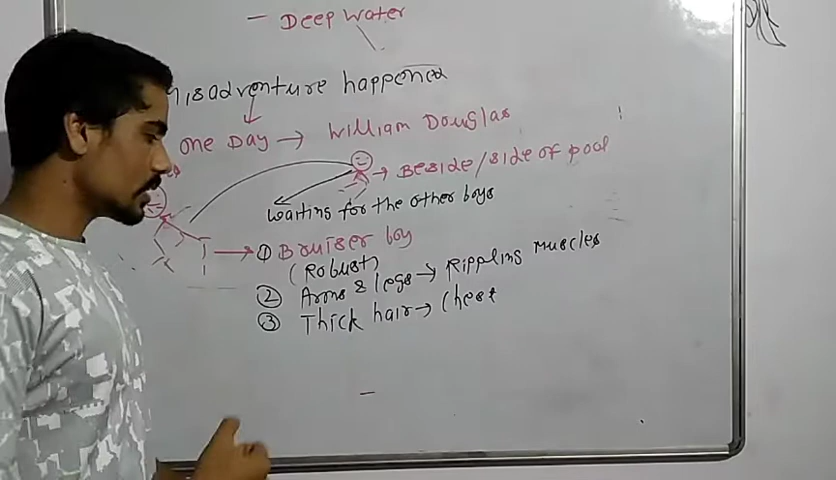 - Deep Water
misadventure happened
one Day → William Douglas
→ Beside/side of pool
waiting for the other boys
→ ① Bruiser boy
(Robust)
② Arms & legs → Rippling muscles
③ Thick hair → Chest